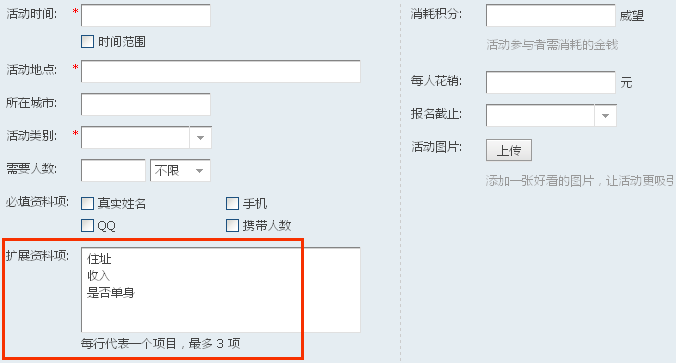 活动时间:
*
时间范围
活动地点:
*
所在城市:
活动类别:
*
需要人数:
不限
必填资料项:
真实姓名
手机
QQ
携带人数
扩展资料项:
住址
收入
是否单身
每行代表一个项目，最多 3 项
消耗积分:
威望
活动参与者需消耗的金钱
每人花销:
元
报名截止:
活动图片:
上传
添加一张好看的图片，让活动更吸引